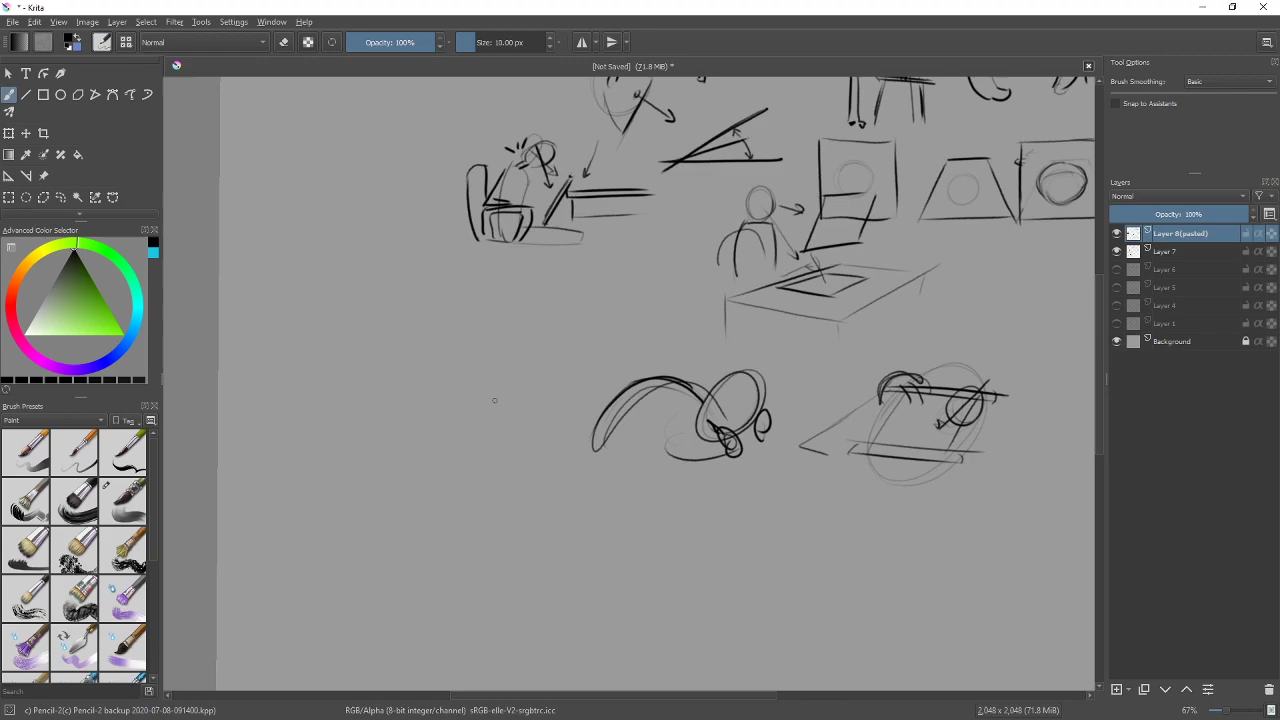 - Krita
File Edit View Image Layer Select Filter Tools Settings Window Help
Normal Opacity: 100% Size: 10.00 px
[Not Saved] (71.8 MiB) *
Tool Options
Brush Smoothing: Basic
Snap to Assistants
Layers
Normal
Opacity: 100%
Layer 8(pasted)
Layer 7
Layer 6
Layer 5
Layer 4
Layer 1
Background
Advanced Color Selector
Brush Presets
Paint Tag
Search
c) Pencil-2(c) Pencil-2 backup 2020-07-08-091400.kpp) RGB/Alpha (8-bit integer/channel) sRGB-elle-V2-srgbtrc.icc 2,048 x 2,048 (71.8 MiB) 67%